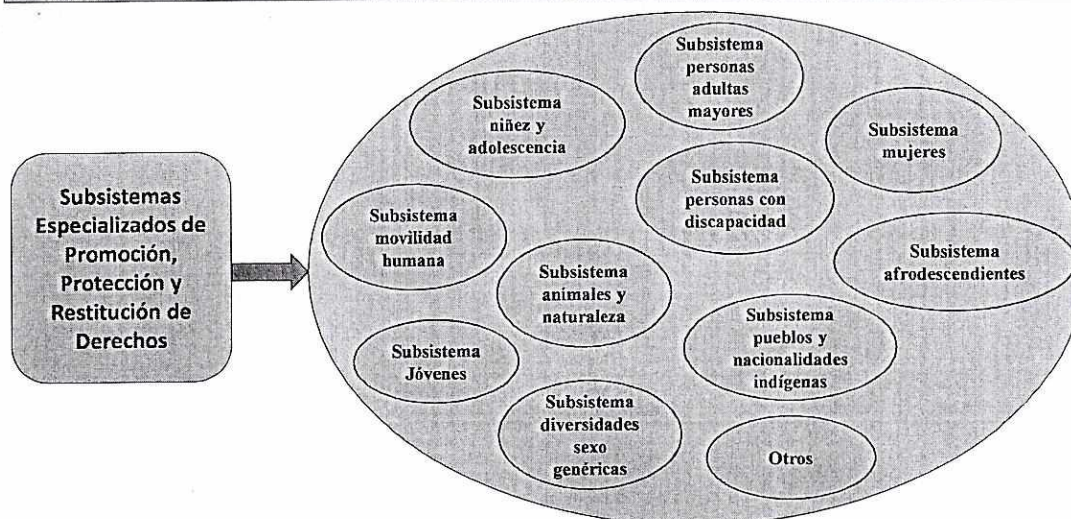 Subsistemas
Especializados de
Promoción,
Protección y
Restitución de
Derechos
Subsistema
personas
adultas
mayores
Subsistema
niñez y
adolescencia
Subsistema
mujeres
Subsistema
personas con
discapacidad
Subsistema
movilidad
humana
Subsistema
afrodescendientes
Subsistema
animales y
naturaleza
Subsistema
pueblos y
nacionalidades
indígenas
Subsistema
Jóvenes
Subsistema
diversidades
sexo
genéricas
Otros